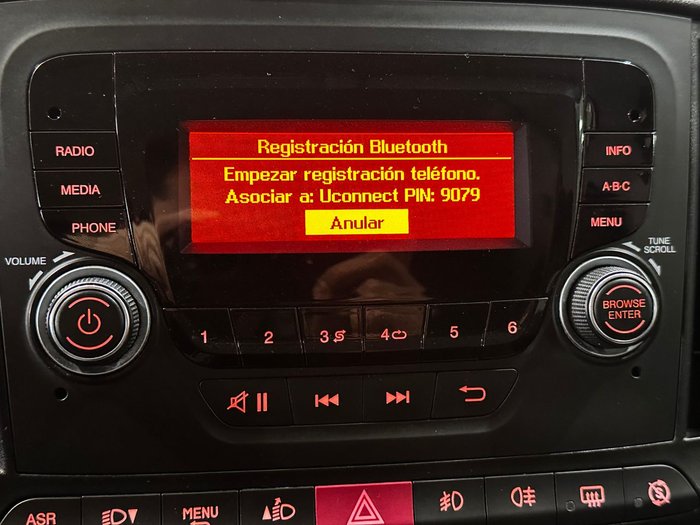 Registración Bluetooth
Empezar registración teléfono.
Asociar a: Uconnect PIN: 9079
Anular
RADIO
MEDIA
PHONE
INFO
A·B·C
MENU
VOLUME
TUNE
SCROLL
BROWSE
ENTER
1
2
3
4
5
6
ASR
MENU